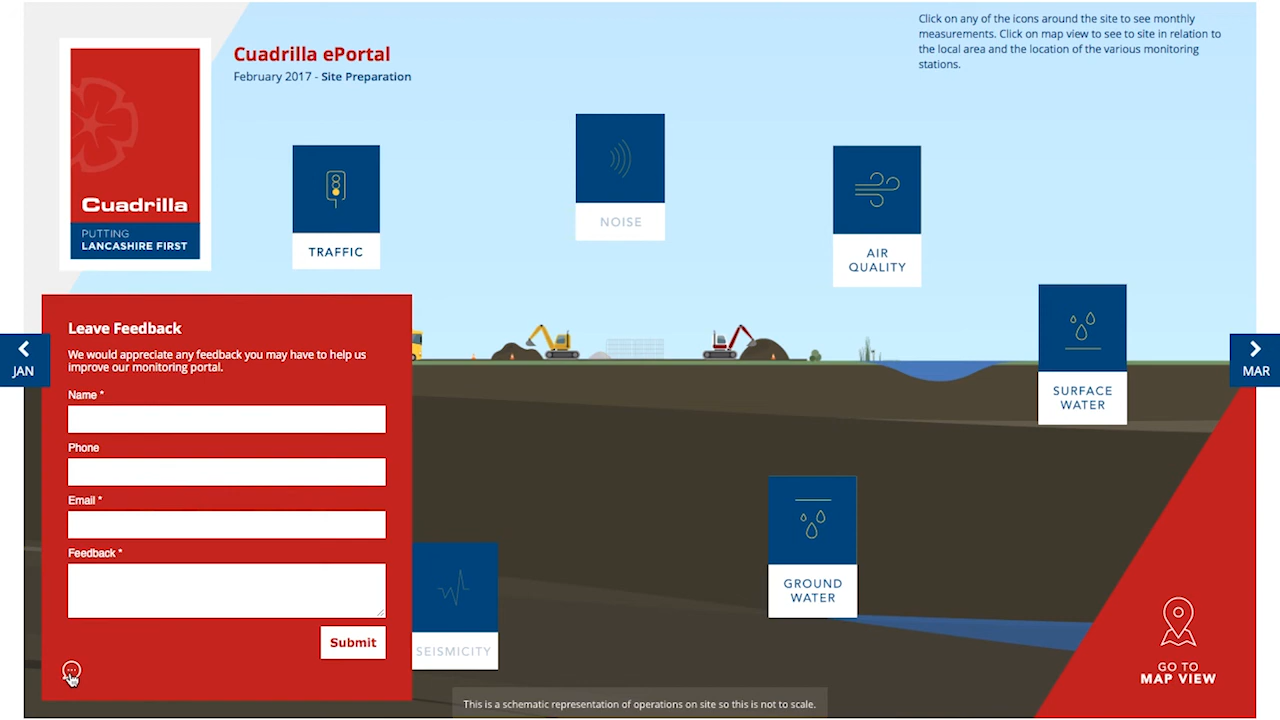 Click on any of the icons around the site to see monthly
measurements. Click on map view to see to site in relation to
the local area and the location of the various monitoring
stations.
Cuadrilla ePortal
February 2017 - Site Preparation
Cuadrilla
PUTTING
LANCASHIRE FIRST
TRAFFIC
NOISE
AIR
QUALITY
Leave Feedback
We would appreciate any feedback you may have to help us
improve our monitoring portal.
JAN
MAR
Name *
Phone
Email *
Feedback *
Submit
SURFACE
WATER
GROUND
WATER
SEISMICITY
GO TO
MAP VIEW
This is a schematic representation of operations on site so this is not to scale.